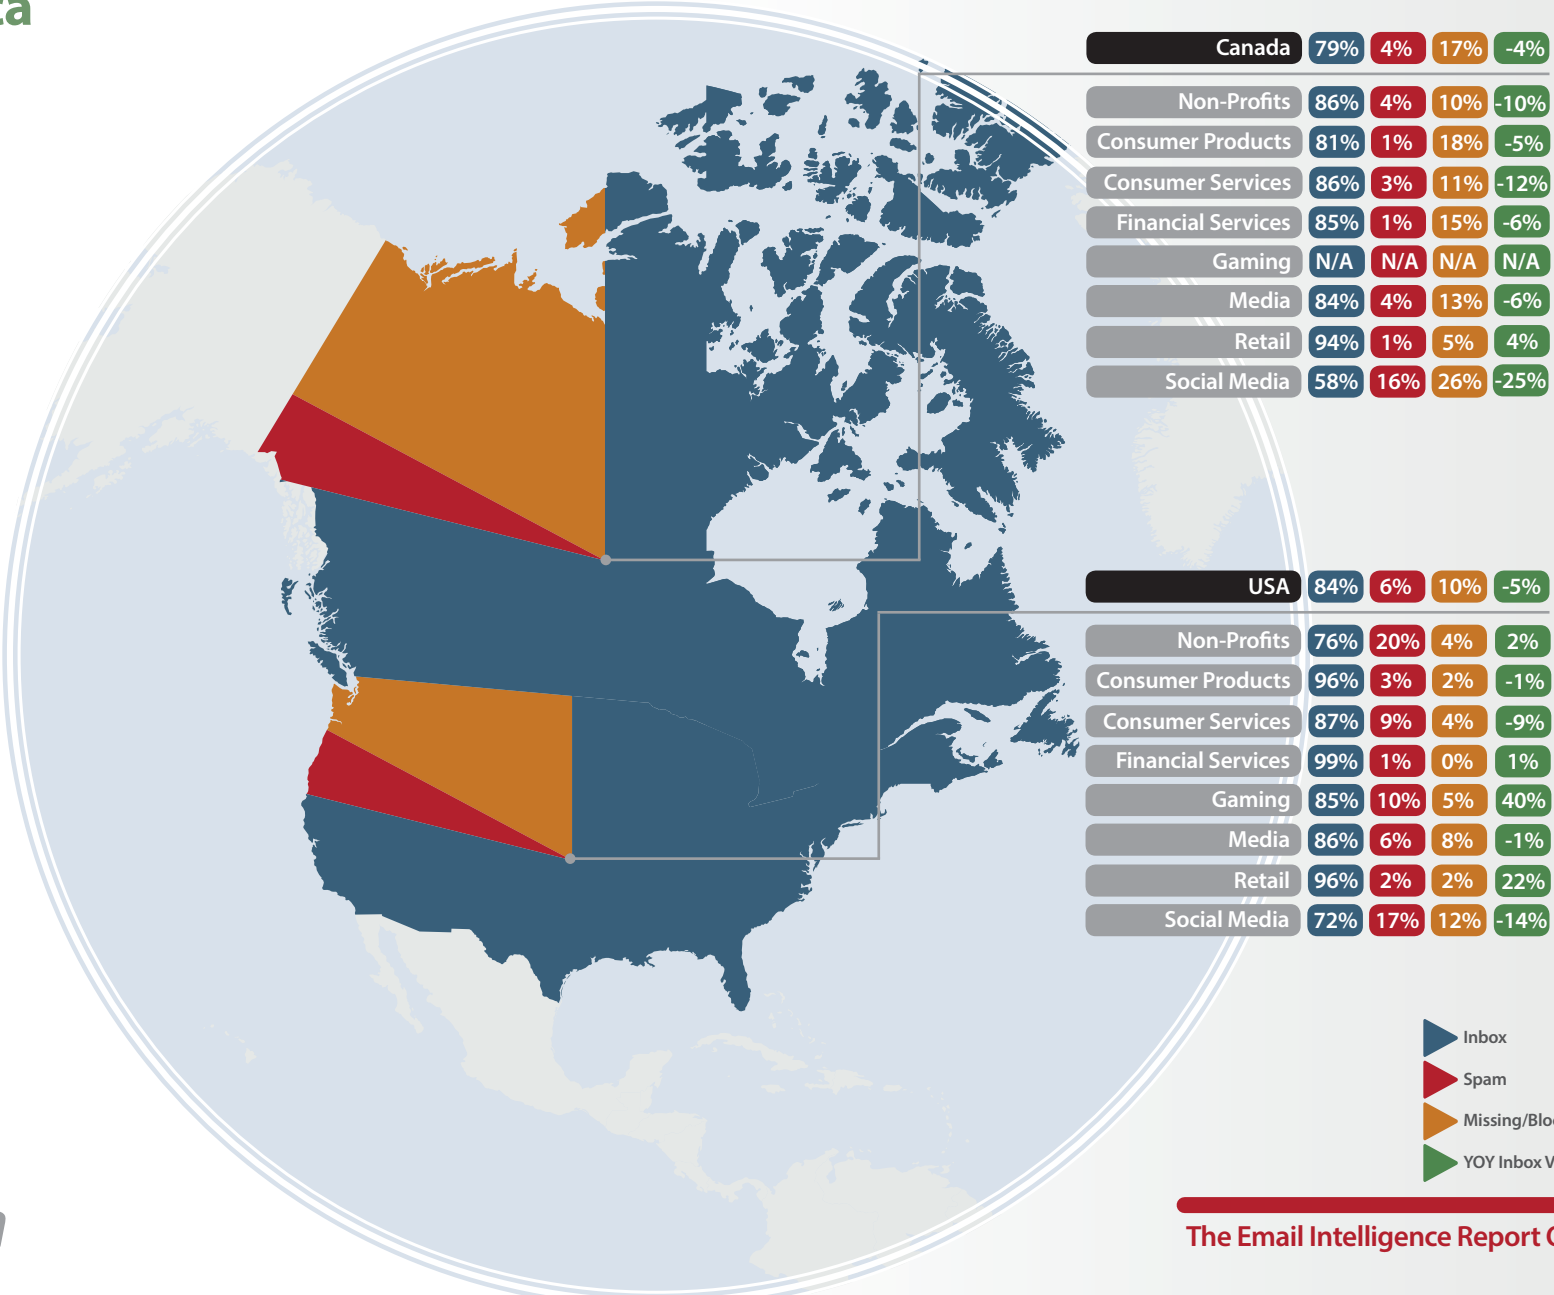 ta
Canada 79% 4% 17% -4%
Non-Profits 86% 4% 10% -10%
Consumer Products 81% 1% 18% -5%
Consumer Services 86% 3% 11% -12%
Financial Services 85% 1% 15% -6%
Gaming N/A N/A N/A N/A
Media 84% 4% 13% -6%
Retail 94% 1% 5% 4%
Social Media 58% 16% 26% -25%
USA 84% 6% 10% -5%
Non-Profits 76% 20% 4% 2%
Consumer Products 96% 3% 2% -1%
Consumer Services 87% 9% 4% -9%
Financial Services 99% 1% 0% 1%
Gaming 85% 10% 5% 40%
Media 86% 6% 8% -1%
Retail 96% 2% 2% 22%
Social Media 72% 17% 12% -14%
Inbox
Spam
Missing/Blo
YOY Inbox V
The Email Intelligence Report